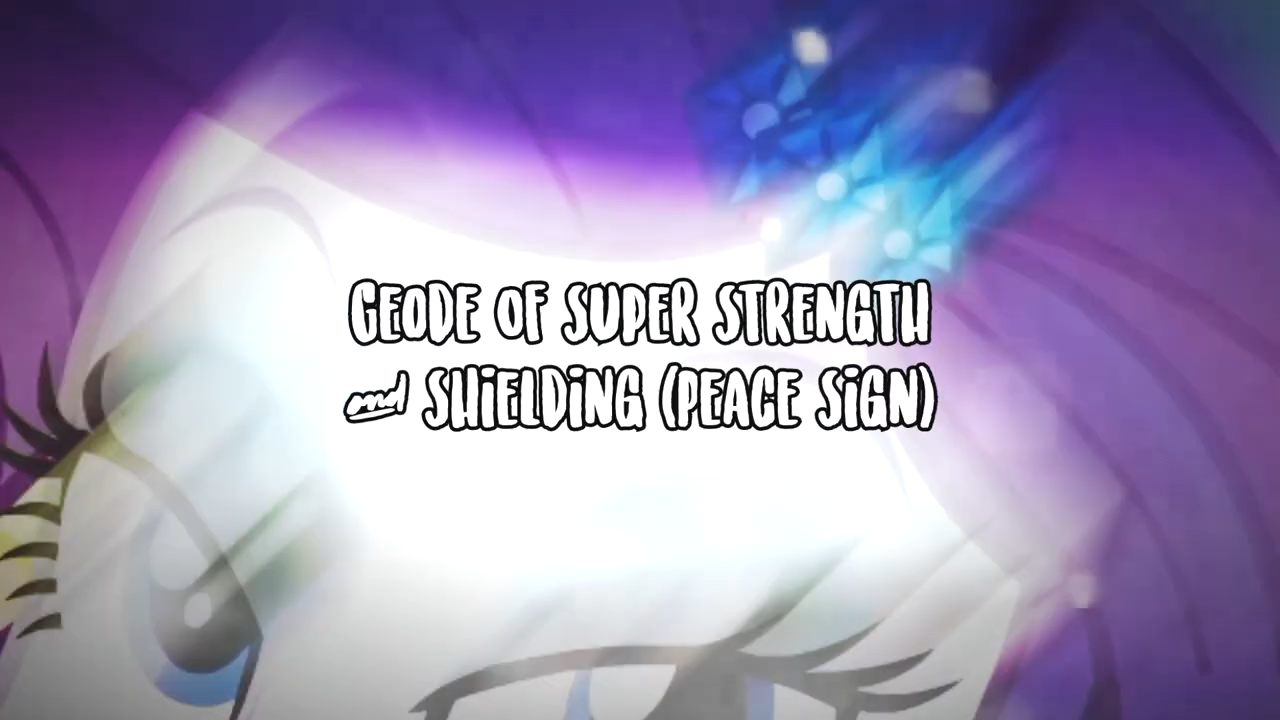 GEODE OF SUPER STRENGTH
and SHiELDiNG (PEACE SiGN)